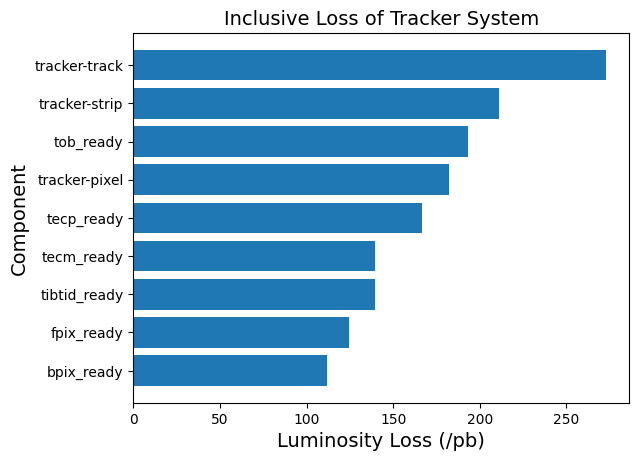 Inclusive Loss of Tracker System
Component
tracker-track
tracker-strip
tob_ready
tracker-pixel
tecp_ready
tecm_ready
tibtid_ready
fpix_ready
bpix_ready
0 50 100 150 200 250
Luminosity Loss (/pb)